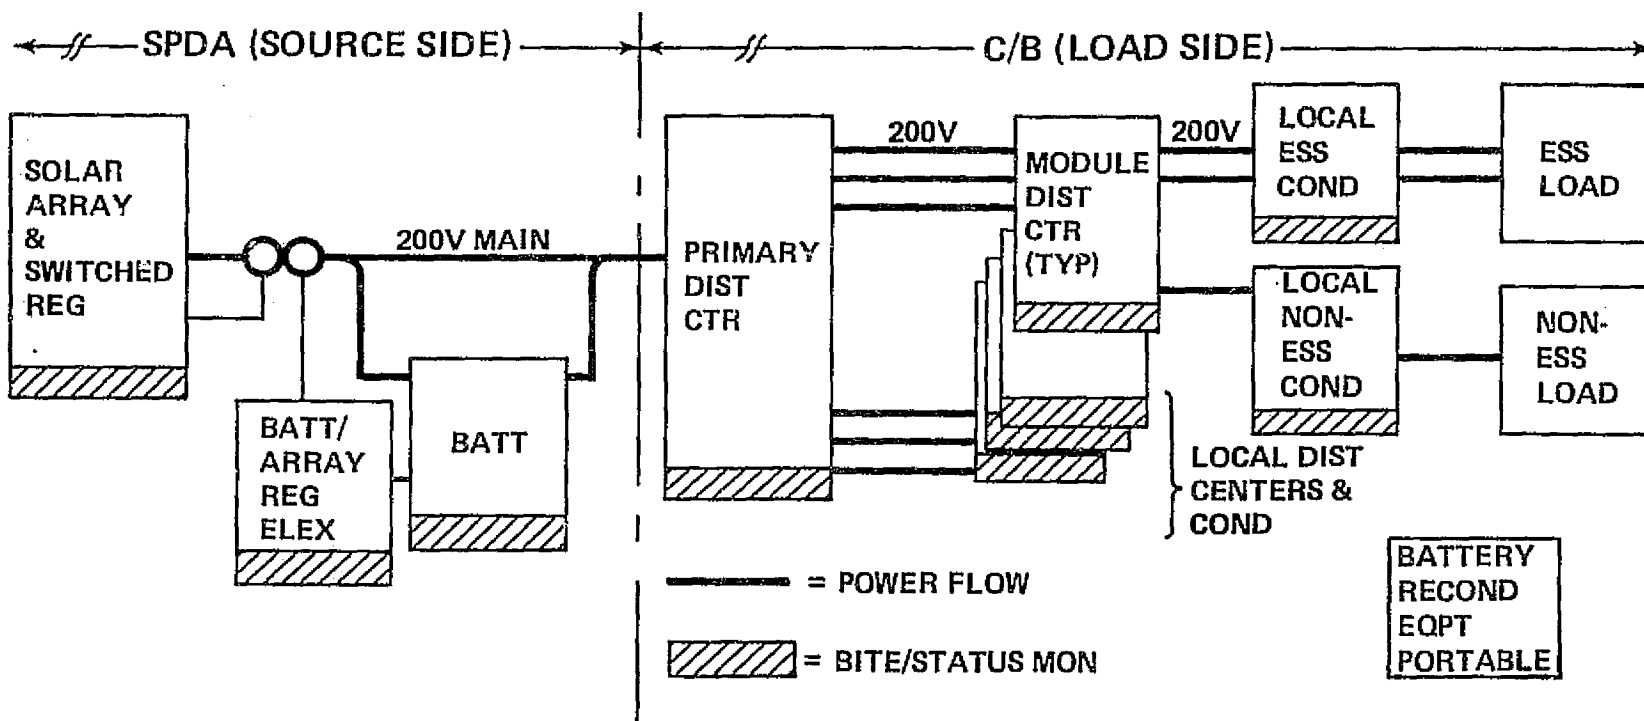 SPDA (SOURCE SIDE)
C/B (LOAD SIDE)
SOLAR
ARRAY
&
SWITCHED
REG
200V MAIN
BATT/
ARRAY
REG
ELEX
BATT
PRIMARY
DIST
CTR
200V
MODULE
DIST
CTR
(TYP)
200V
LOCAL
ESS
COND
ESS
LOAD
LOCAL
NON-
ESS
COND
NON-
ESS
LOAD
LOCAL DIST
CENTERS &
COND
= POWER FLOW
= BITE/STATUS MON
BATTERY
RECOND
EQPT
PORTABLE